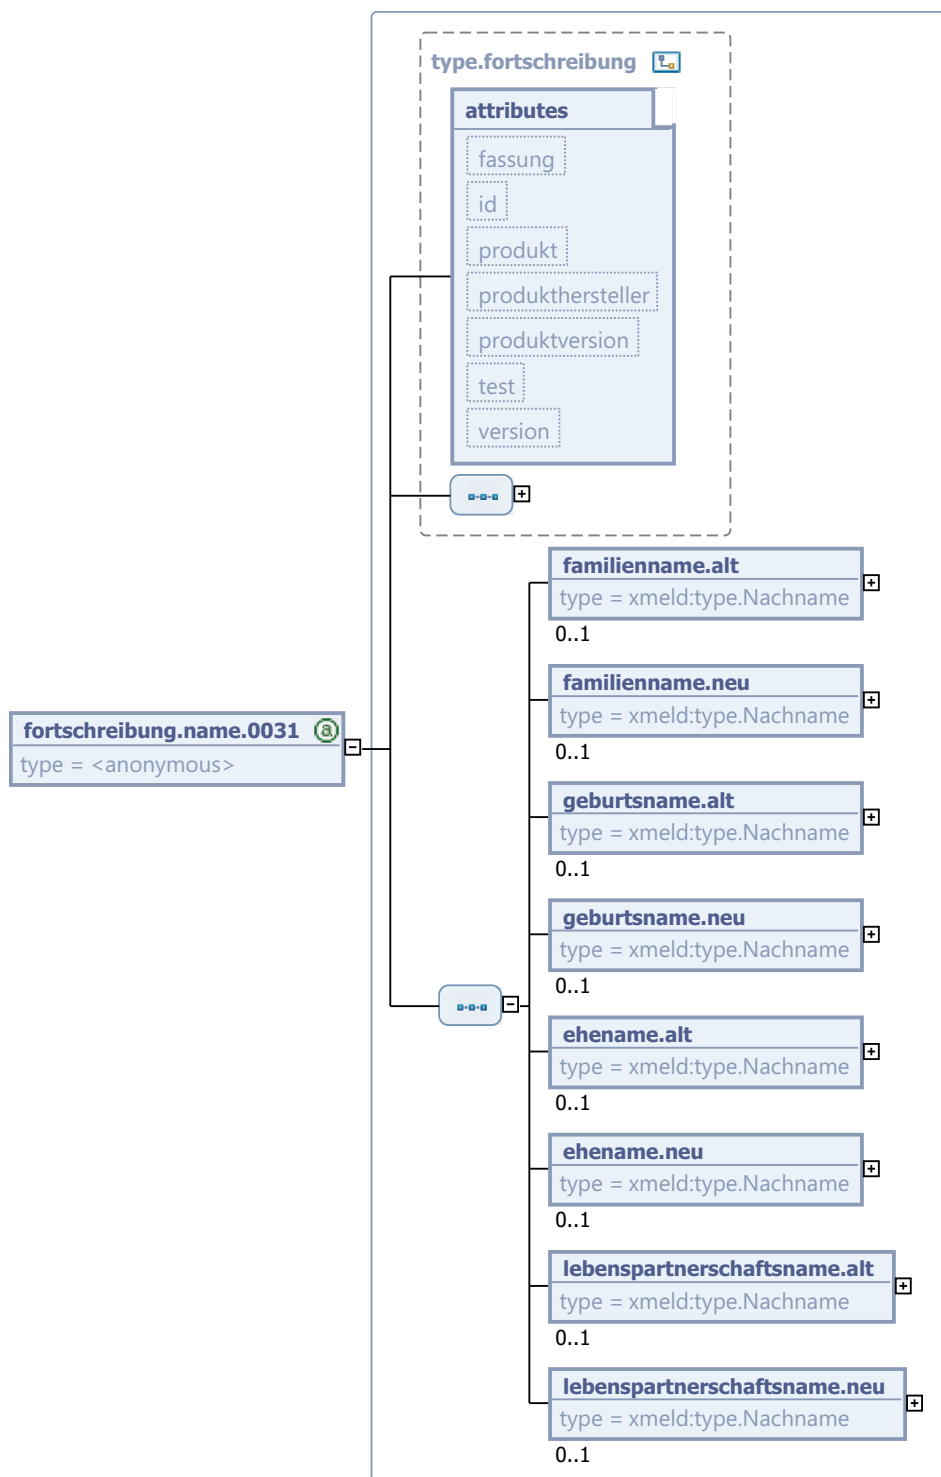 type.fortschreibung
attributes
fassung
id
produkt
produkthersteller
produktversion
test
version
familienname.alt
type = xmeld:type.Nachname
0..1
familienname.neu
type = xmeld:type.Nachname
0..1
fortschreibung.name.0031 a
type = <anonymous>
geburtsname.alt
type = xmeld:type.Nachname
0..1
geburtsname.neu
type = xmeld:type.Nachname
0..1
ehename.alt
type = xmeld:type.Nachname
0..1
ehename.neu
type = xmeld:type.Nachname
0..1
lebenspartnerschaftsname.alt
type = xmeld:type.Nachname
0..1
lebenspartnerschaftsname.neu
type = xmeld:type.Nachname
0..1